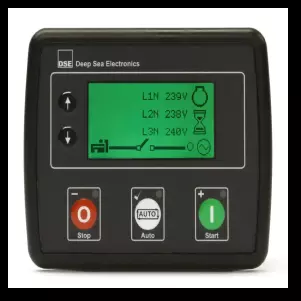 DSE Deep Sea Electronics
L1N 239V
L2N 238V
L3N 240V
− +
O AUTO I
Stop Auto Start